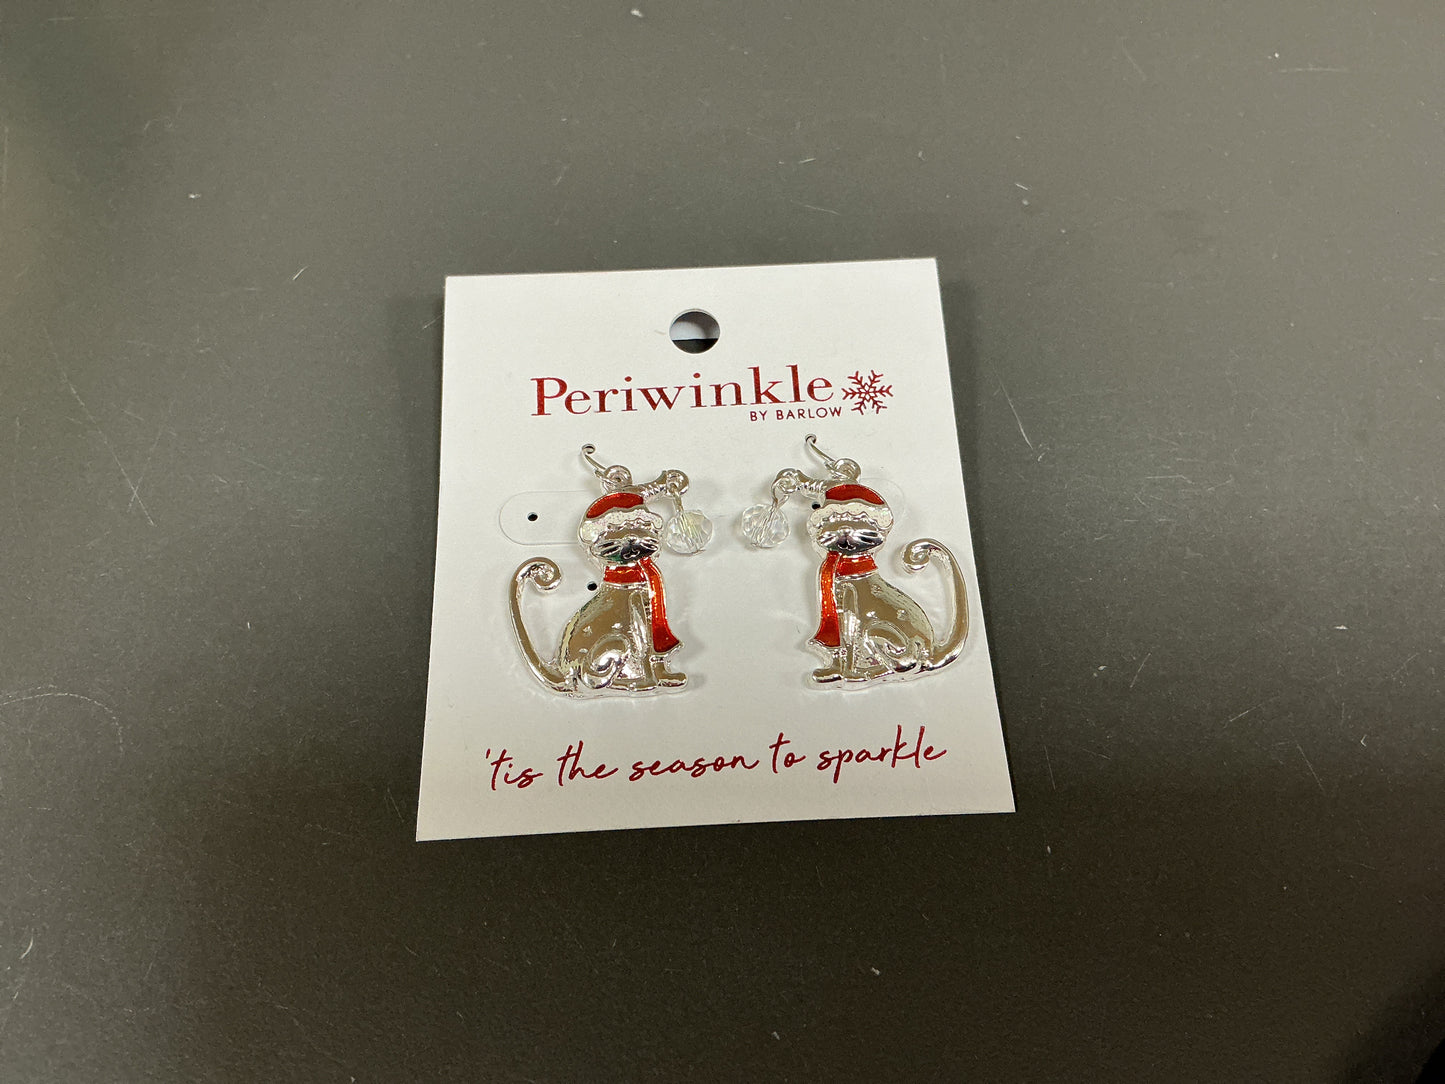 Periwinkle
BY BARLOW
'tis the season to sparkle